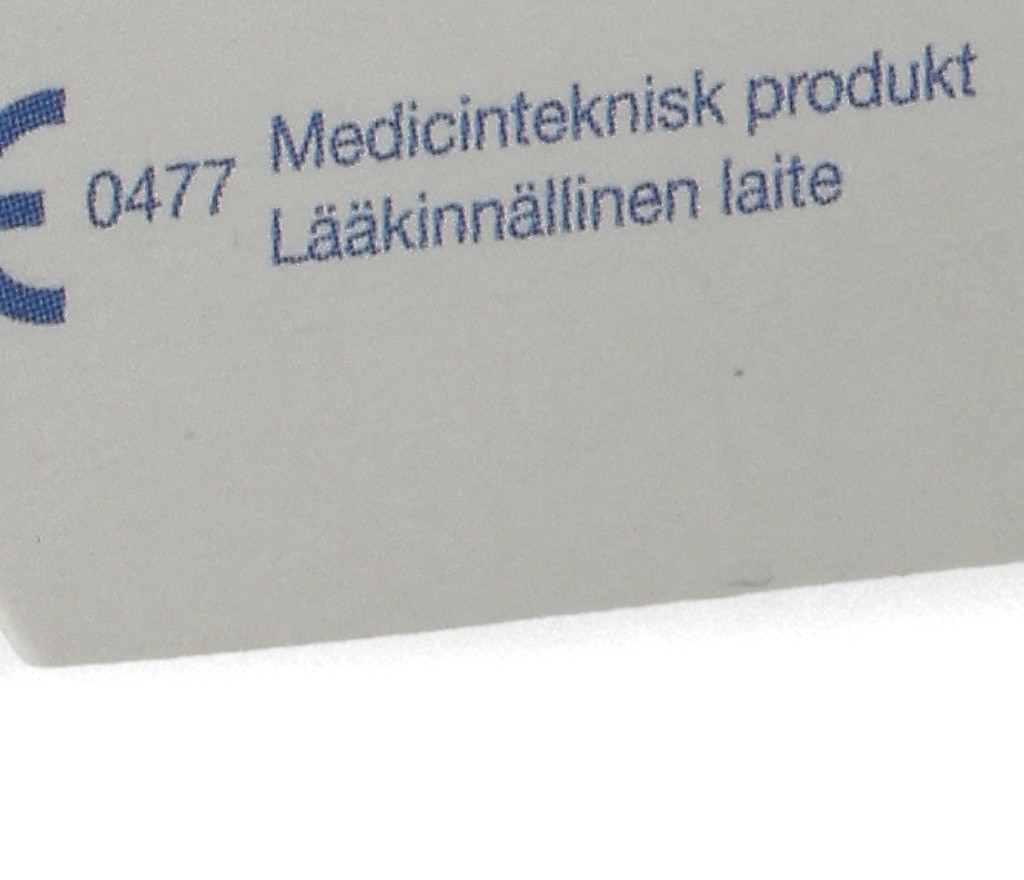 € 0477 Medicinteknisk produkt
Lääkinnällinen laite